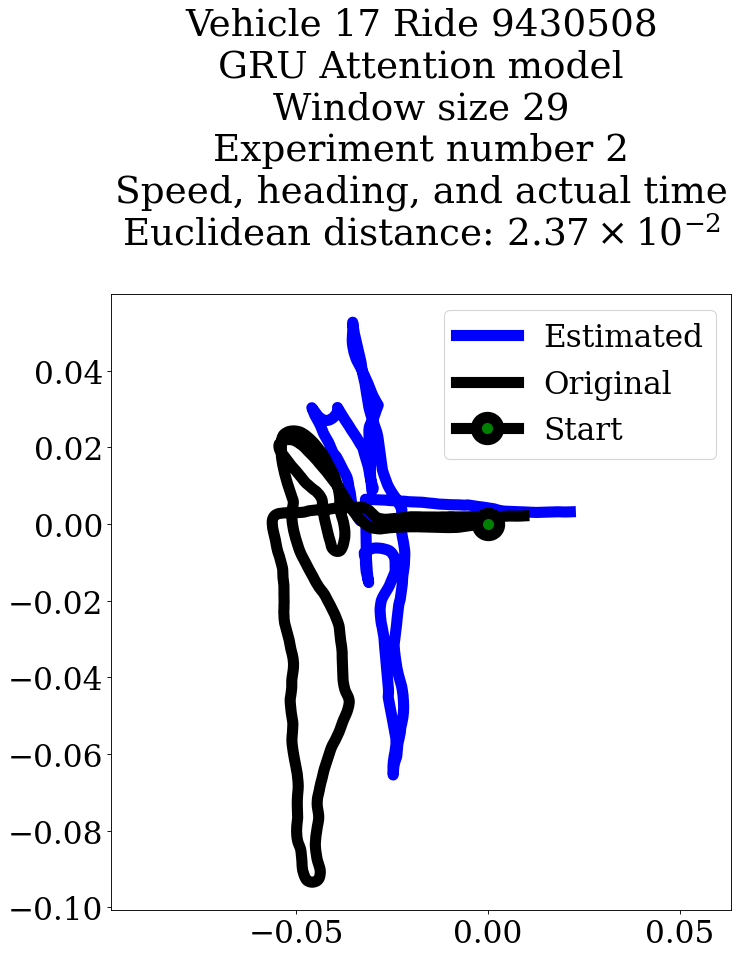 Vehicle 17 Ride 9430508
GRU Attention model
Window size 29
Experiment number 2
Speed, heading, and actual time
Euclidean distance: 2.37 × 10⁻²
Estimated
Original
Start
0.04
0.02
0.00
−0.02
−0.04
−0.06
−0.08
−0.10
−0.05
0.00
0.05